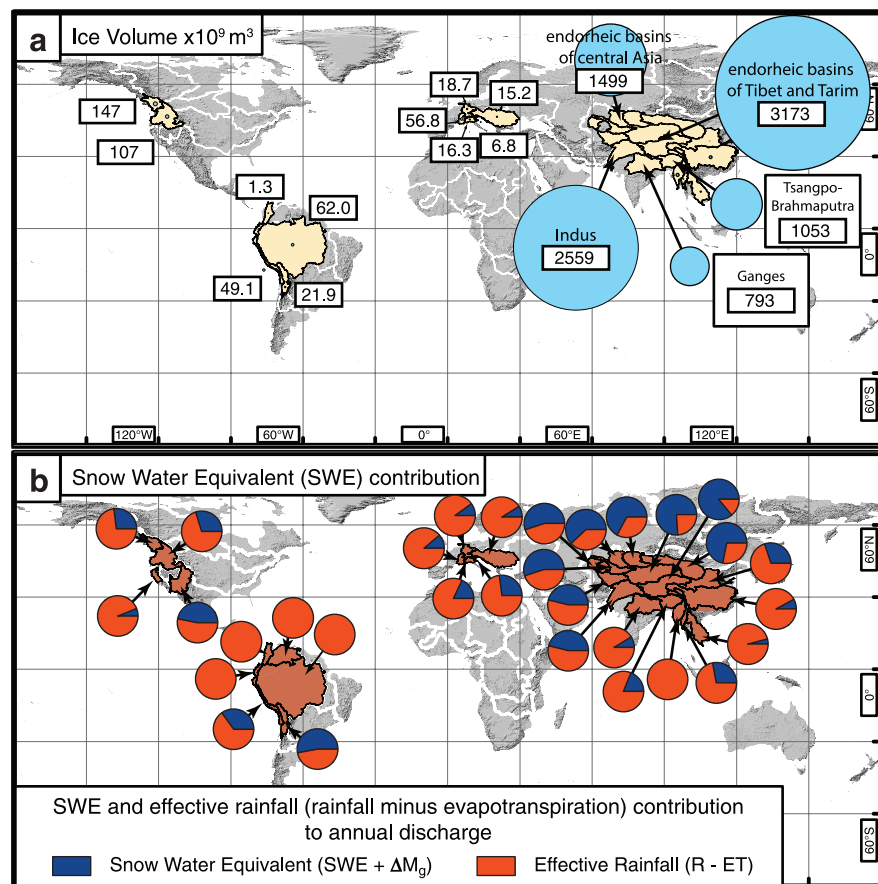 a
Ice Volume x10⁹ m³
endorheic basins
of central Asia
1499
endorheic basins
of Tibet and Tarim
3173
18.7
15.2
147
56.8
107
16.3
6.8
1.3
62.0
Tsangpo-
Brahmaputra
1053
Indus
2559
Ganges
793
49.1
21.9
60°N
0°
60°S
120°W
60°W
0°
60°E
120°E
b
Snow Water Equivalent (SWE) contribution
60°N
0°
60°S
SWE and effective rainfall (rainfall minus evapotranspiration) contribution
to annual discharge
Snow Water Equivalent (SWE + ΔMg)
Effective Rainfall (R - ET)